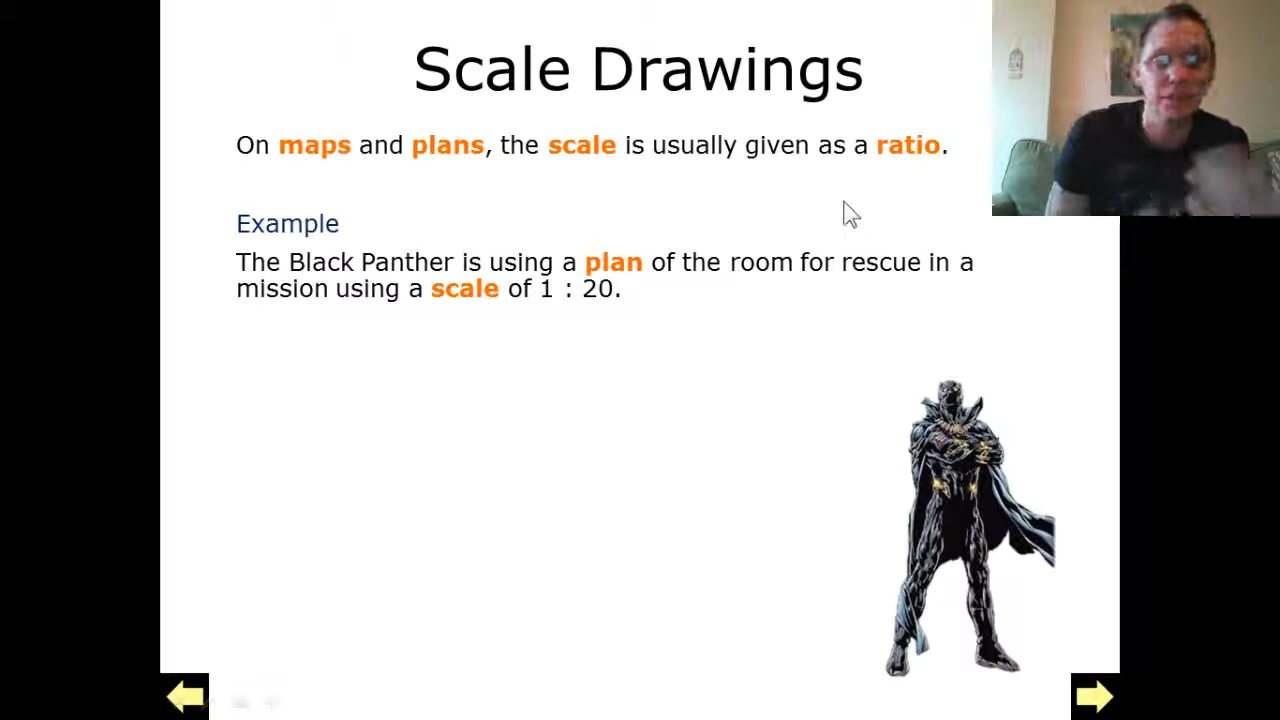 Scale Drawings
On maps and plans, the scale is usually given as a ratio.
Example
The Black Panther is using a plan of the room for rescue in a
mission using a scale of 1 : 20.